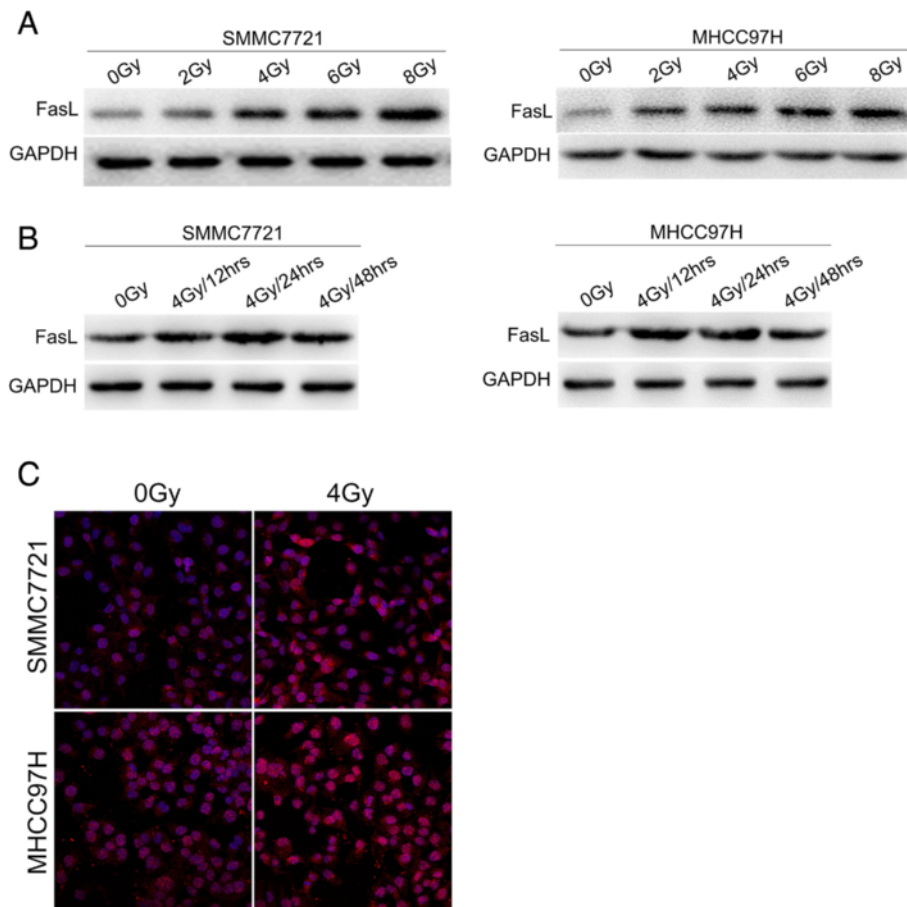 A
SMMC7721
0Gy 2Gy 4Gy 6Gy 8Gy
FasL
GAPDH
MHCC97H
0Gy 2Gy 4Gy 6Gy 8Gy
FasL
GAPDH
B
SMMC7721
0Gy 4Gy/12hrs 4Gy/24hrs 4Gy/48hrs
FasL
GAPDH
MHCC97H
0Gy 4Gy/12hrs 4Gy/24hrs 4Gy/48hrs
FasL
GAPDH
C
0Gy 4Gy
SMMC7721
MHCC97H